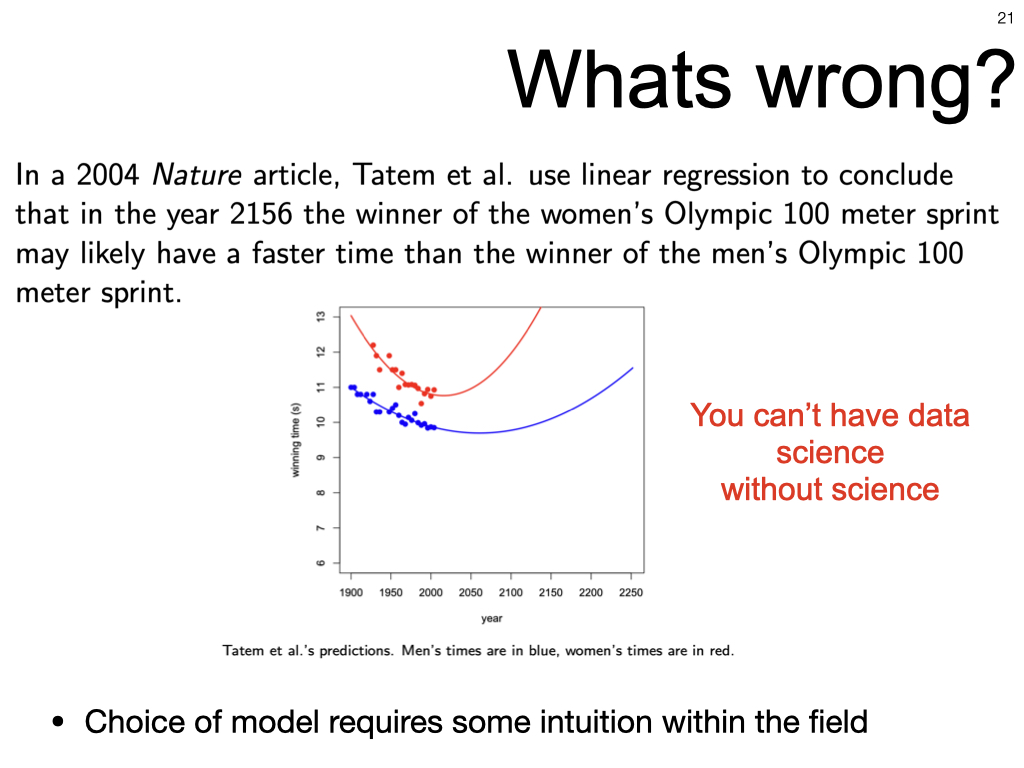 21
Whats wrong?
In a 2004 Nature article, Tatem et al. use linear regression to conclude
that in the year 2156 the winner of the women's Olympic 100 meter sprint
may likely have a faster time than the winner of the men's Olympic 100
meter sprint.
13
12
11
10
9
8
7
6
winning time (s)
1900 1950 2000 2050 2100 2150 2200 2250
year
You can't have data
science
without science
Tatem et al.'s predictions. Men's times are in blue, women's times are in red.
• Choice of model requires some intuition within the field